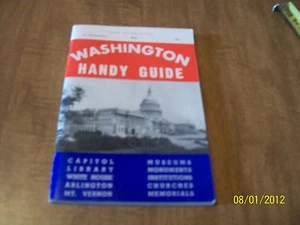 WASHINGTON
HANDY GUIDE
CAPITOL
LIBRARY
WHITE HOUSE
ARLINGTON
MT. VERNON
MUSEUMS
MONUMENTS
INSTITUTIONS
CHURCHES
MEMORIALS
08/01/2012